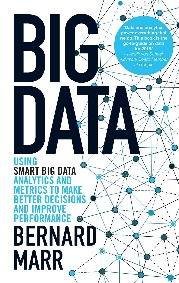 BIG
DATA
USING
SMART BIG DATA
ANALYTICS AND
METRICS TO MAKE
BETTER DECISIONS
AND IMPROVE
PERFORMANCE
BERNARD
MARR